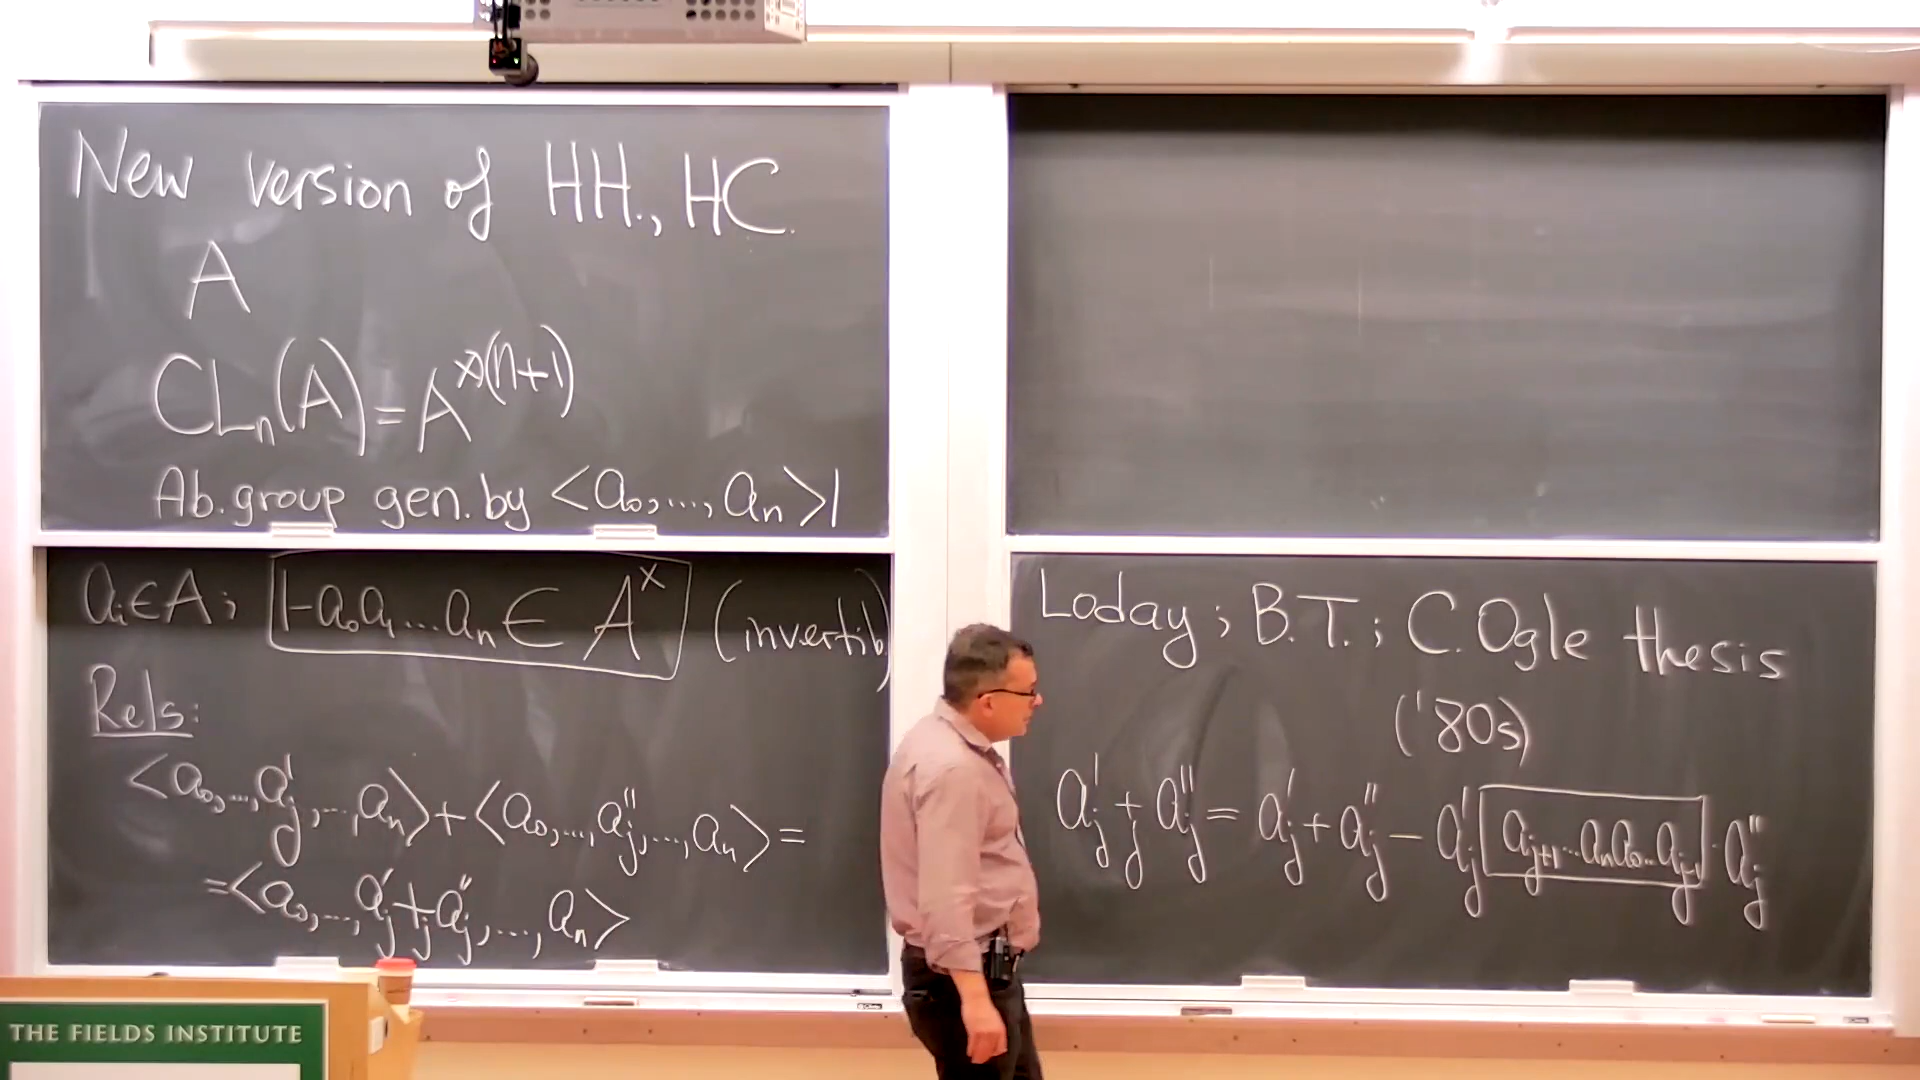 New version of HH., HC.
A
CLₙ(A) = A^{×(n+1)}
Ab. group gen. by <a₀, ..., aₙ> |
aᵢ ∈ A; 1 - a₀a₁...aₙ ∈ A^× (invertib
Rels:
<a₀, ..., a'ⱼ, ..., aₙ> + <a₀, ..., a''ⱼ, ..., aₙ> =
= <a₀, ..., a'ⱼ +ⱼ a''ⱼ, ..., aₙ>
Loday; B.T.; C. Ogle thesis
('80s)
a'ⱼ +ⱼ a''ⱼ = a'ⱼ + a''ⱼ - a'ⱼ aⱼ₊₁...aₙa₀...aⱼ₋₁ · a''ⱼ
THE FIELDS INSTITUTE